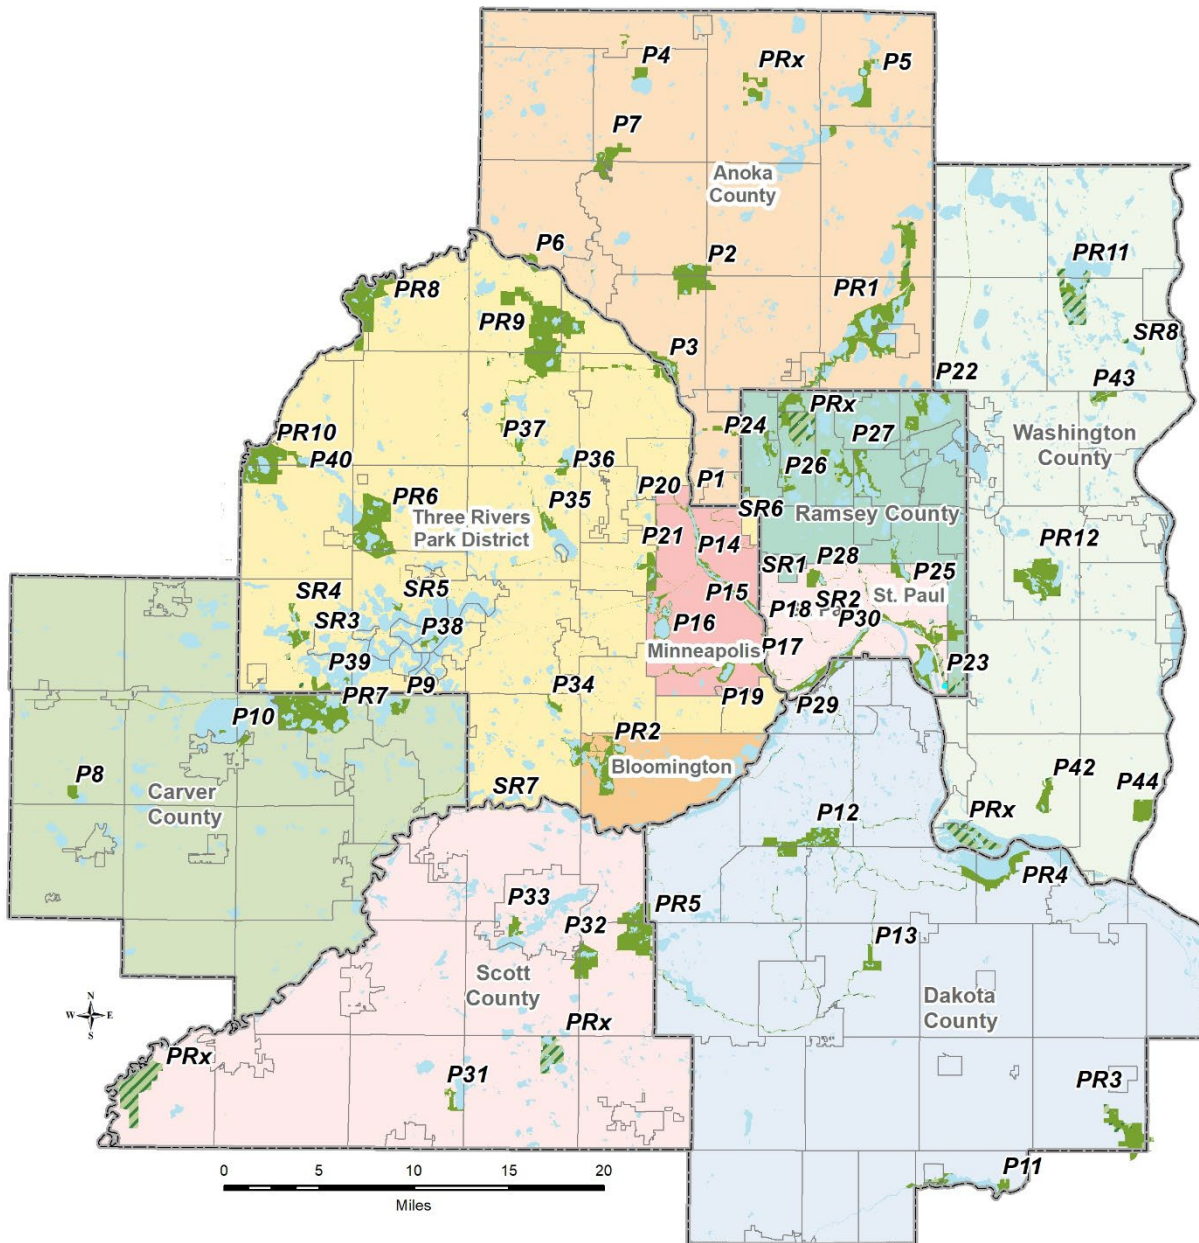 P4
PRx
P5
P7
Anoka
County
P6
P2
PR11
PR8
PR1
PR9
SR8
P3
P22
P43
P24
PRx
P37
P27
Washington
County
PR10
P40
P36
P26
P1
P20
PR6
P35
SR6
Three Rivers
Park District
Ramsey County
P21
P14
PR12
SR1
P28
P25
SR4
SR5
P15
SR2
St. Paul
SR3
P38
P16
P18
P30
Minneapolis
P17
P39
P23
PR7
P9
P34
P19
P29
P10
PR2
Bloomington
P8
Carver
County
SR7
P42
P44
P12
PRx
PR4
P33
P32
PR5
P13
Scott
County
Dakota
County
N
W E
S
PRx
PRx
P31
PR3
P11
0 5 10 15 20
Miles